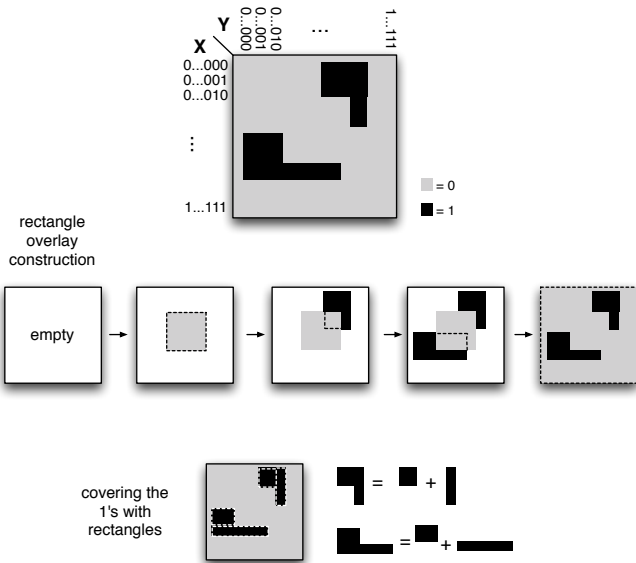 Y
0...000
0...001
0...010
...
1...111
X
0...000
0...001
0...010
...
1...111
= 0
= 1
rectangle
overlay
construction
empty
covering the
1's with
rectangles
= +
= +